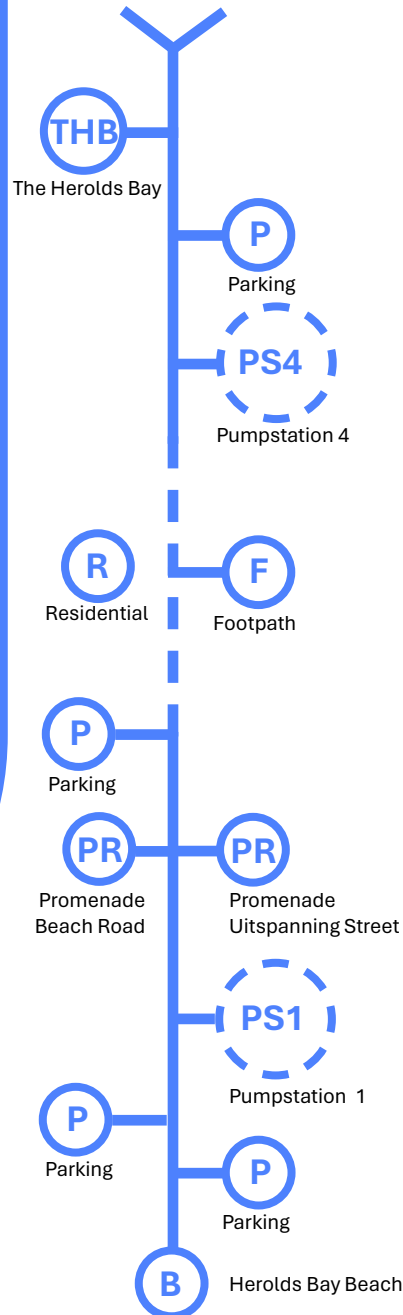 THB
The Herolds Bay
P
Parking
PS4
Pumpstation 4
R
Residential
F
Footpath
P
Parking
PR
Promenade
Beach Road
PR
Promenade
Uitspanning Street
PS1
Pumpstation 1
P
Parking
P
Parking
B
Herolds Bay Beach